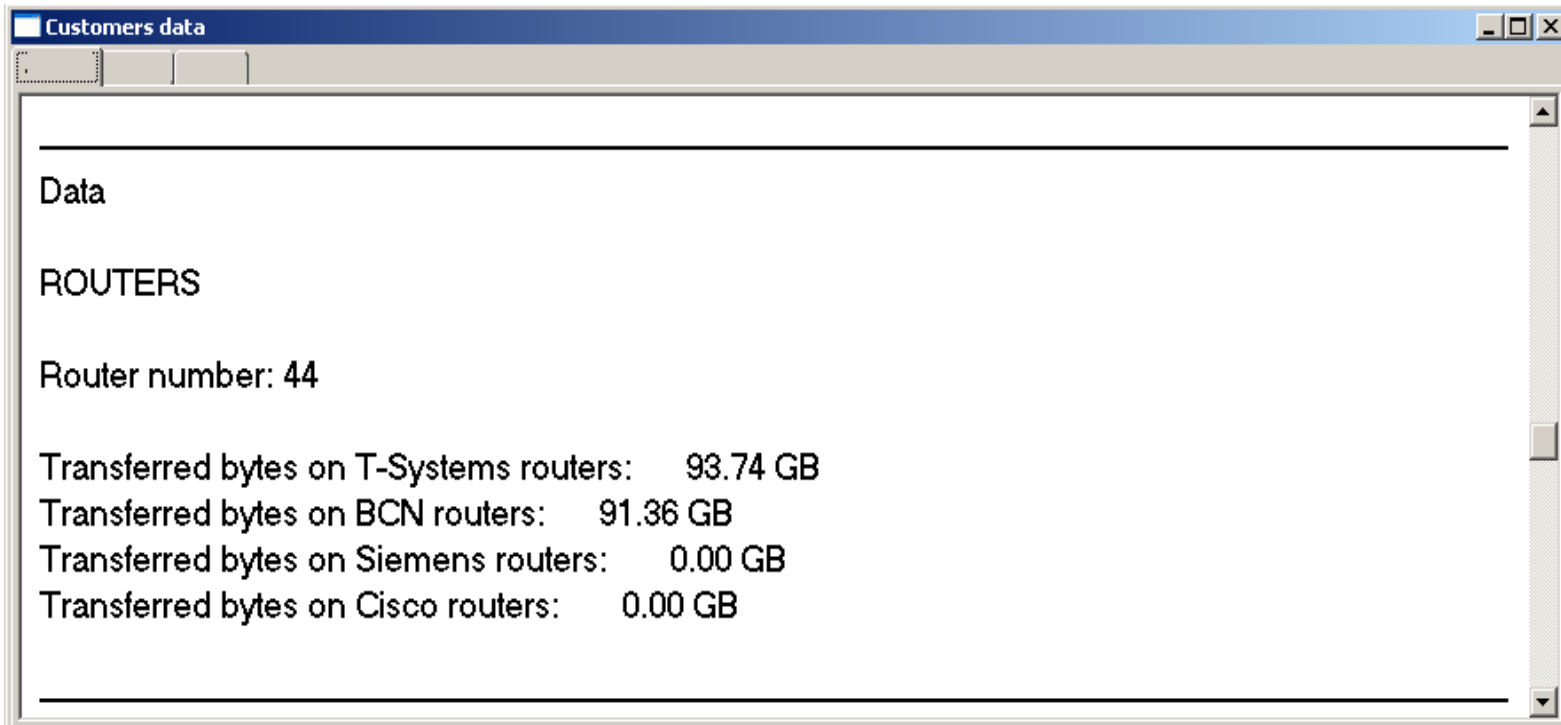 Customers data
Data
ROUTERS
Router number: 44
Transferred bytes on T-Systems routers: 93.74 GB
Transferred bytes on BCN routers: 91.36 GB
Transferred bytes on Siemens routers: 0.00 GB
Transferred bytes on Cisco routers: 0.00 GB